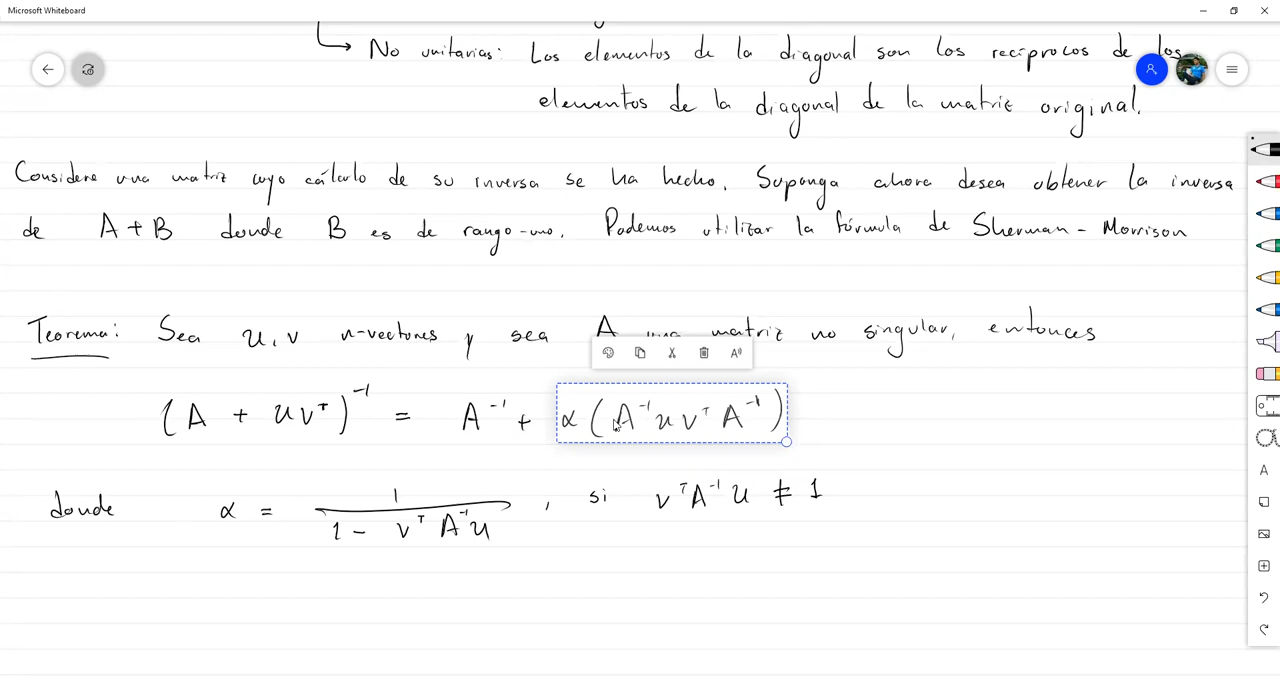 Microsoft Whiteboard
No unitarias: Los elementos de la diagonal son los recíprocos de los
elementos de la diagonal de la matriz original.
Considere una matriz cuyo cálculo de su inversa se ha hecho. Suponga ahora desea obtener la inversa
de A + B donde B es de rango-uno. Podemos utilizar la fórmula de Sherman - Morrison
Teorema: Sea u, v n-vectores y sea A una matriz no singular, entonces
(A + uvᵀ)⁻¹ = A⁻¹ + α(A⁻¹uvᵀA⁻¹)
donde α = 1 / (1 - vᵀA⁻¹u), si vᵀA⁻¹u ≠ 1